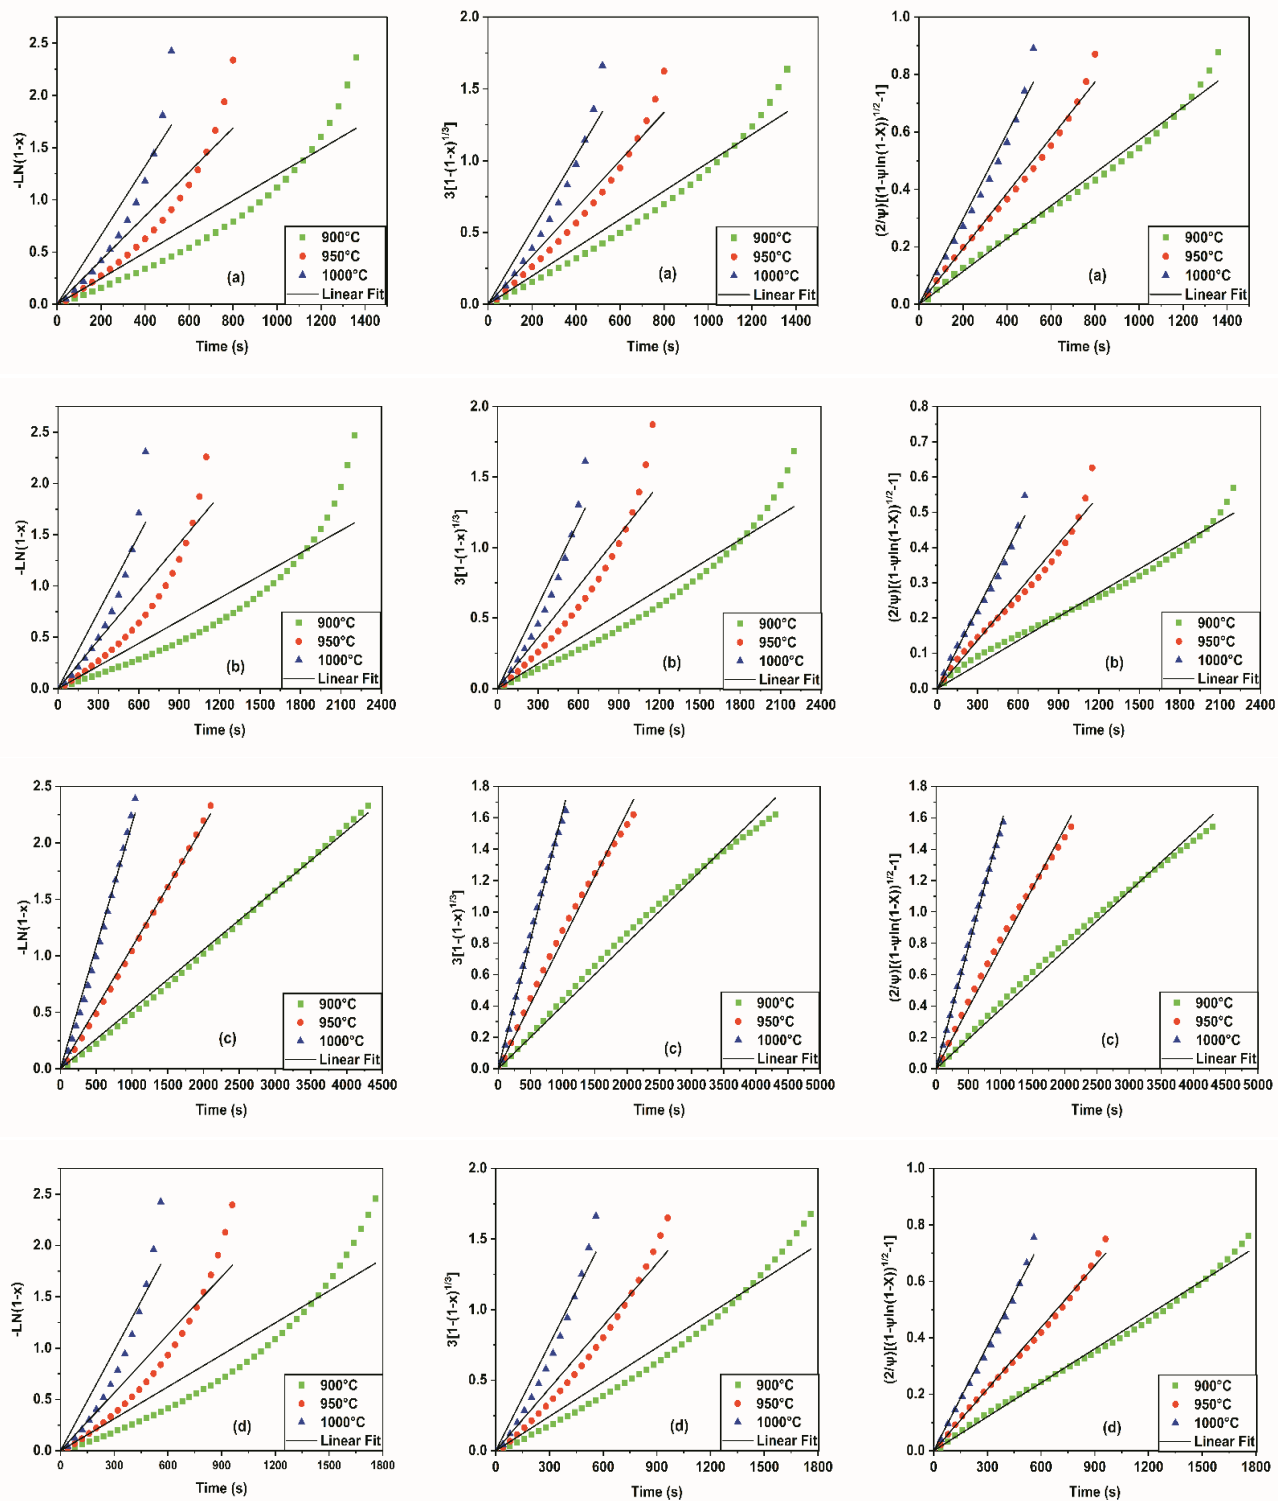 -LN(1-x)
2.5
2.0
1.5
1.0
0.5
0.0
0 200 400 600 800 1000 1200 1400
Time (s)
(a)
900°C
950°C
1000°C
Linear Fit
3[1-(1-x)^1/3]
2.0
1.5
1.0
0.5
0.0
0 200 400 600 800 1000 1200 1400
Time (s)
(a)
900°C
950°C
1000°C
Linear Fit
(2/ψ)[(1-ψln(1-X))^1/2-1]
1.0
0.8
0.6
0.4
0.2
0.0
0 200 400 600 800 1000 1200 1400
Time (s)
(a)
900°C
950°C
1000°C
Linear Fit
-LN(1-x)
2.5
2.0
1.5
1.0
0.5
0.0
0 300 600 900 1200 1500 1800 2100 2400
Time (s)
(b)
900°C
950°C
1000°C
Linear Fit
3[1-(1-x)^1/3]
2.0
1.5
1.0
0.5
0.0
0 300 600 900 1200 1500 1800 2100 2400
Time (s)
(b)
900°C
950°C
1000°C
Linear Fit
(2/ψ)[(1-ψln(1-X))^1/2-1]
0.8
0.7
0.6
0.5
0.4
0.3
0.2
0.1
0.0
0 300 600 900 1200 1500 1800 2100 2400
Time (s)
(b)
900°C
950°C
1000°C
Linear Fit
-LN(1-x)
2.5
2.0
1.5
1.0
0.5
0.0
0 500 1000 1500 2000 2500 3000 3500 4000 4500
Time (s)
(c)
900°C
950°C
1000°C
Linear Fit
3[1-(1-x)^1/3]
1.8
1.6
1.4
1.2
1.0
0.8
0.6
0.4
0.2
0.0
0 500 1000 1500 2000 2500 3000 3500 4000 4500 5000
Time (s)
(c)
900°C
950°C
1000°C
Linear Fit
(2/ψ)[(1-ψln(1-X))^1/2-1]
1.8
1.6
1.4
1.2
1.0
0.8
0.6
0.4
0.2
0.0
0 500 1000 1500 2000 2500 3000 3500 4000 4500 5000
Time (s)
(c)
900°C
950°C
1000°C
Linear Fit
-LN(1-x)
2.5
2.0
1.5
1.0
0.5
0.0
0 300 600 900 1200 1500 1800
Time (s)
(d)
900°C
950°C
1000°C
Linear Fit
3[1-(1-x)^1/3]
2.0
1.5
1.0
0.5
0.0
0 300 600 900 1200 1500 1800
Time (s)
(d)
900°C
950°C
1000°C
Linear Fit
(2/ψ)[(1-ψln(1-X))^1/2-1]
1.0
0.8
0.6
0.4
0.2
0.0
0 300 600 900 1200 1500 1800
Time (s)
(d)
900°C
950°C
1000°C
Linear Fit